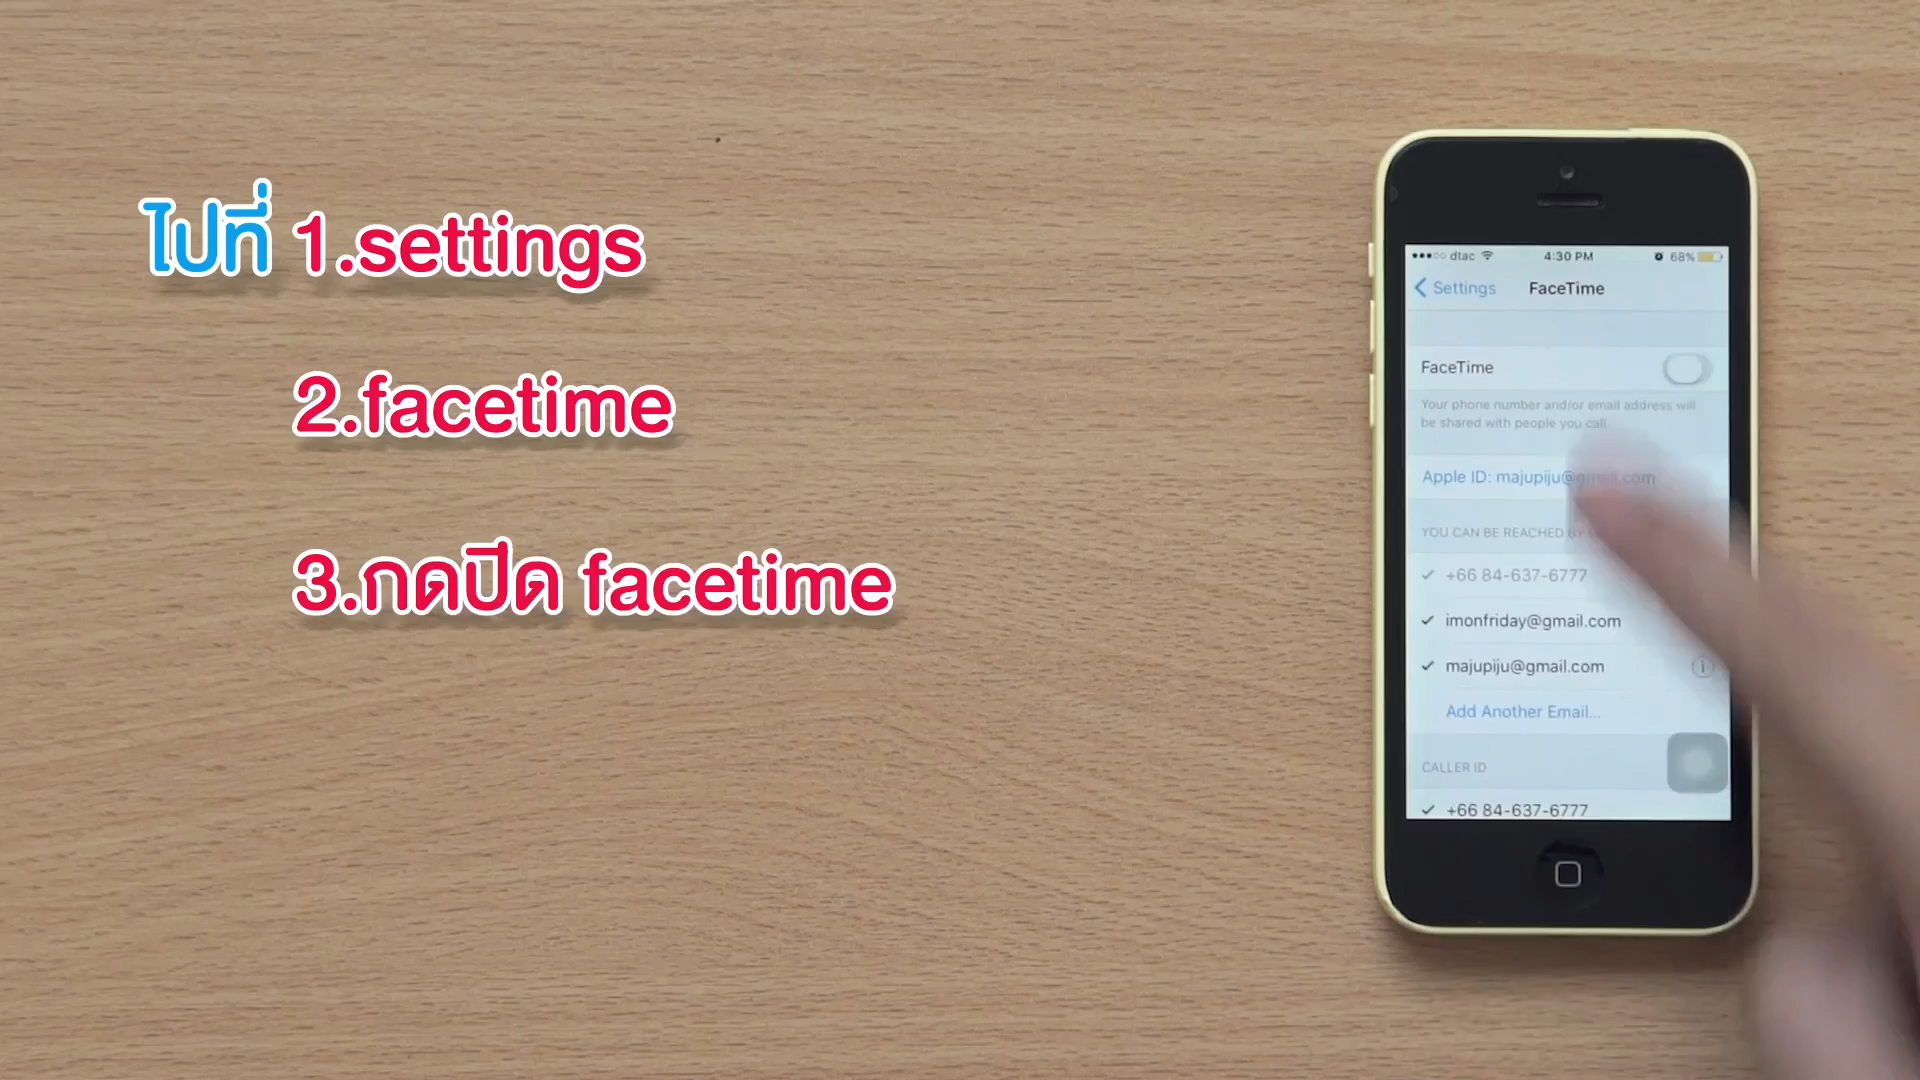 ไปที่ 1.settings
2.facetime
3.กดปิด facetime
dtac 4:30 PM 68%
Settings FaceTime
FaceTime
Your phone number and/or email address will
be shared with people you call.
Apple ID: majupiju@gmail.com
YOU CAN BE REACHED BY
+66 84-637-6777
imonfriday@gmail.com
majupiju@gmail.com
Add Another Email...
CALLER ID
+66 84-637-6777